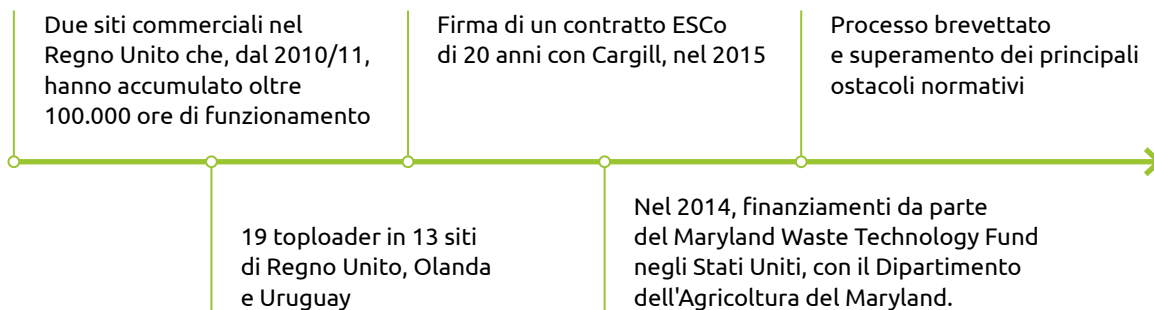 Due siti commerciali nel
Regno Unito che, dal 2010/11,
hanno accumulato oltre
100.000 ore di funzionamento
19 toploader in 13 siti
di Regno Unito, Olanda
e Uruguay
Firma di un contratto ESCo
di 20 anni con Cargill, nel 2015
Nel 2014, finanziamenti da parte
del Maryland Waste Technology Fund
negli Stati Uniti, con il Dipartimento
dell'Agricoltura del Maryland.
Processo brevettato
e superamento dei principali
ostacoli normativi